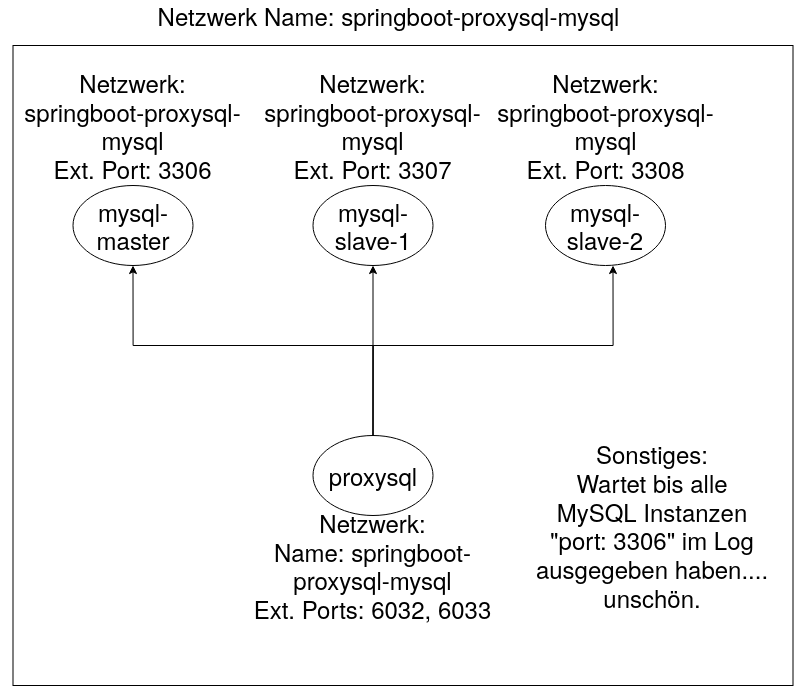 Netzwerk Name: springboot-proxysql-mysql
Netzwerk:
springboot-proxysql-
mysql
Ext. Port: 3306
mysql-
master
Netzwerk:
springboot-proxysql-
mysql
Ext. Port: 3307
mysql-
slave-1
Netzwerk:
springboot-proxysql-
mysql
Ext. Port: 3308
mysql-
slave-2
proxysql
Netzwerk:
Name: springboot-
proxysql-mysql
Ext. Ports: 6032, 6033
Sonstiges:
Wartet bis alle
MySQL Instanzen
"port: 3306" im Log
ausgegeben haben....
unschön.